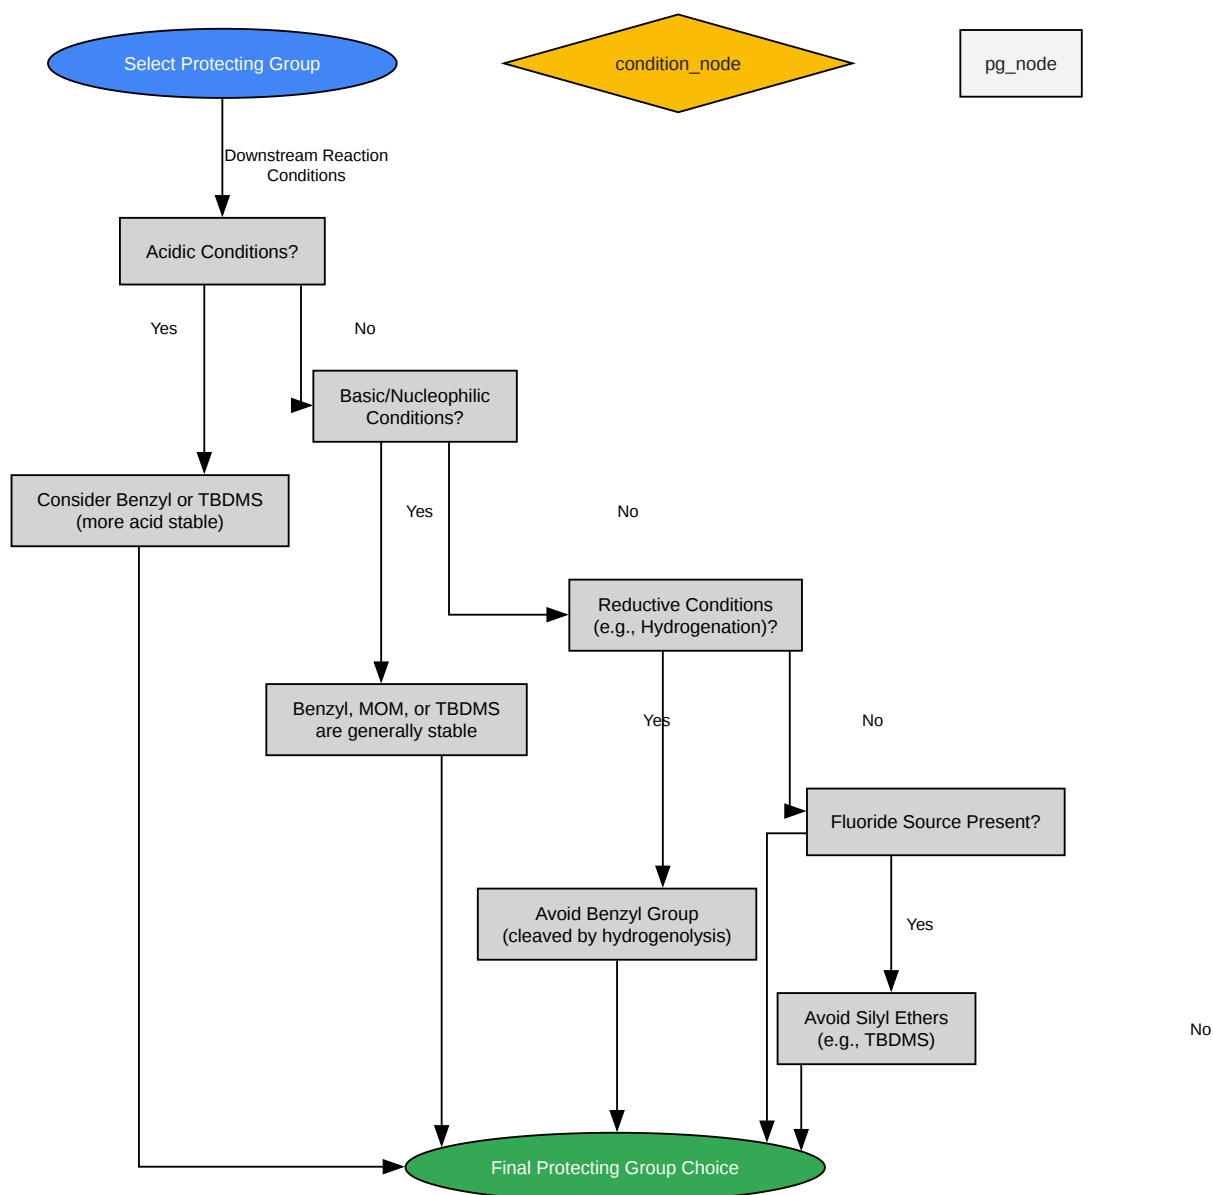 Select Protecting Group
condition_node
pg_node
Downstream Reaction
Conditions
Acidic Conditions?
Yes
No
Basic/Nucleophilic
Conditions?
Consider Benzyl or TBDMS
(more acid stable)
Yes
No
Reductive Conditions
(e.g., Hydrogenation)?
Benzyl, MOM, or TBDMS
are generally stable
Yes
No
Fluoride Source Present?
Avoid Benzyl Group
(cleaved by hydrogenolysis)
Yes
Avoid Silyl Ethers
(e.g., TBDMS)
No
Final Protecting Group Choice